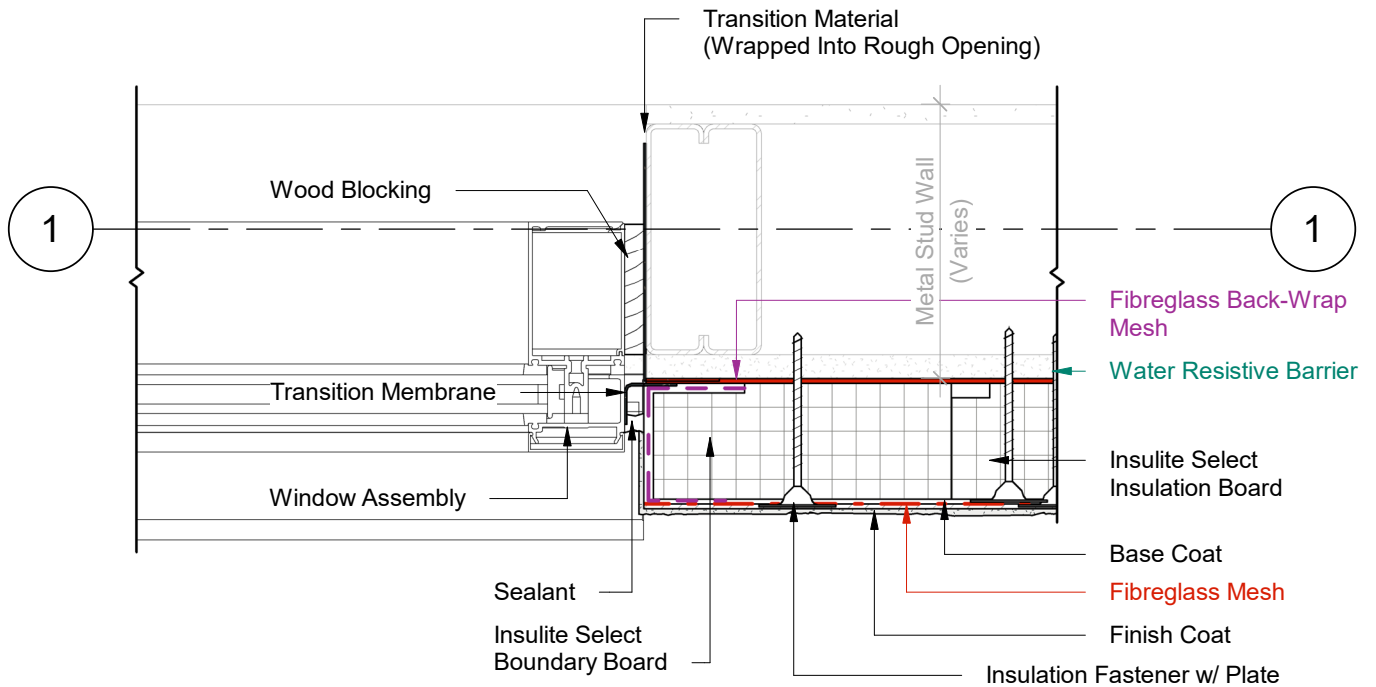 Transition Material
(Wrapped Into Rough Opening)
Wood Blocking
1
1
Metal Stud Wall
(Varies)
Fibreglass Back-Wrap
Mesh
Water Resistive Barrier
Transition Membrane
Insulite Select
Insulation Board
Window Assembly
Base Coat
Sealant
Fibreglass Mesh
Insulite Select
Boundary Board
Finish Coat
Insulation Fastener w/ Plate